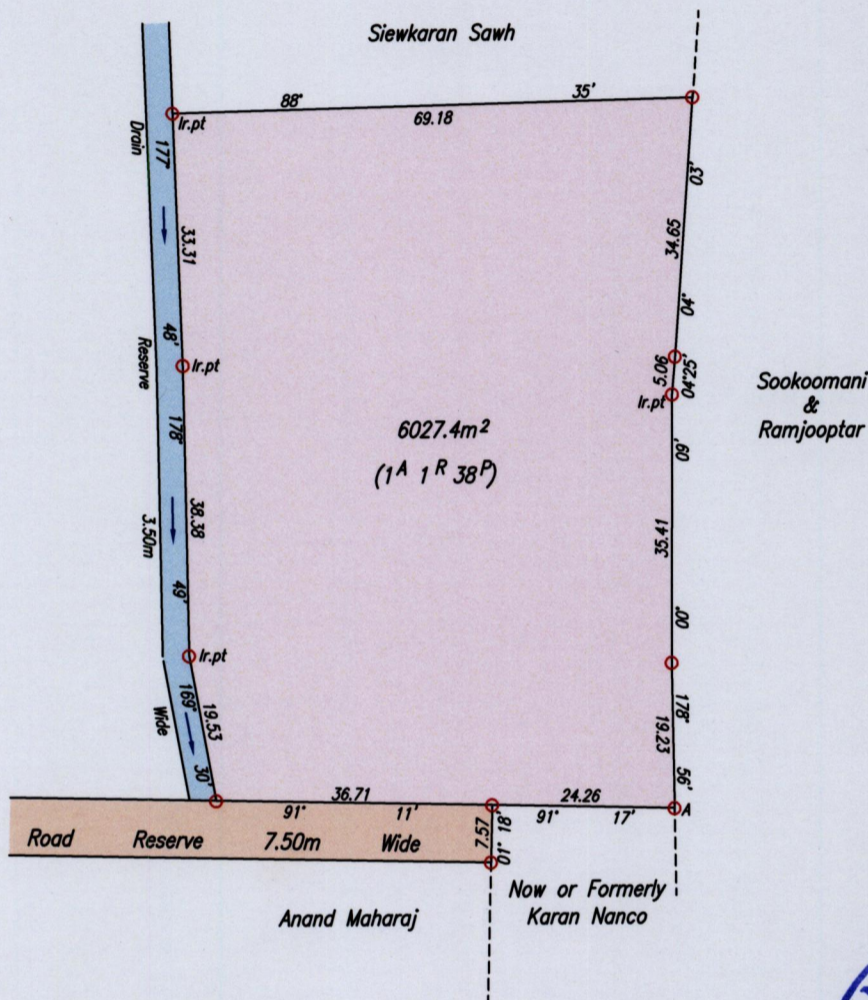 Siewkaran Sawh
88° 35'
69.18
Ir.pt
Drain
177°
33.31
48'
Ir.pt
Reserve
178°
38.38
49'
3.50m
Ir.pt
169°
19.53
30'
Wide
03'
34.65
04°
5.06
04°25'
Ir.pt
09'
35.41
00°
178°
19.23
56'
A
Sookoomani
&
Ramjooptar
6027.4m²
(1ᴬ 1ᴿ 38ᴾ)
36.71
91° 11'
24.26
91° 17'
7.57
01° 18'
Road Reserve 7.50m Wide
Now or Formerly
Karan Nanco
Anand Maharaj